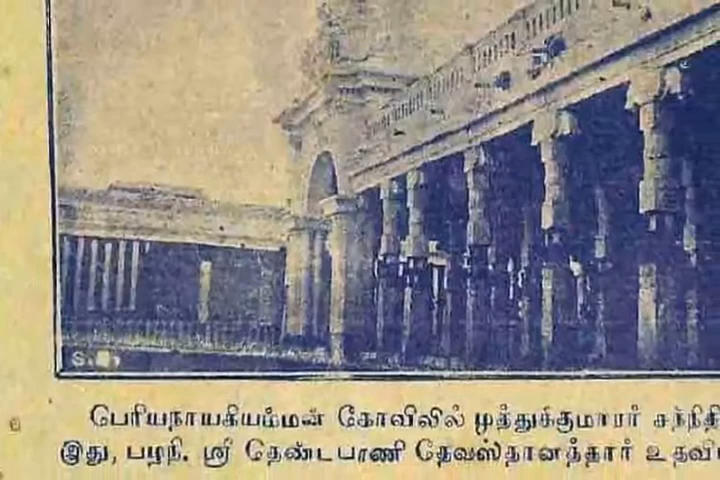 பெரியநாயகியம்மன் கோவிலில் முத்துக்குமாரர் சந்நிதி
இது, பழநி. ஸ்ரீ தேண்டபாணி தேவஸ்தானத்தார் உதவி